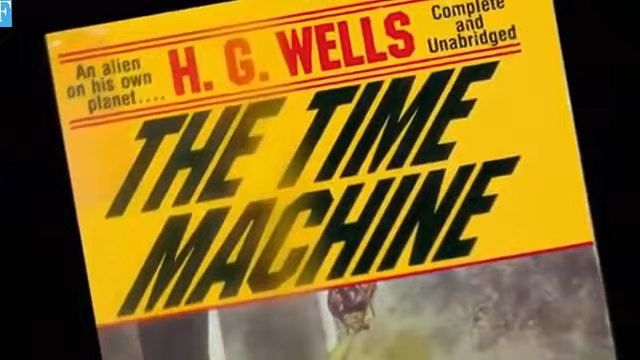 F
An alien
on his own
planet....
H. G. WELLS
Complete
and
Unabridged
THE TIME
MACHINE